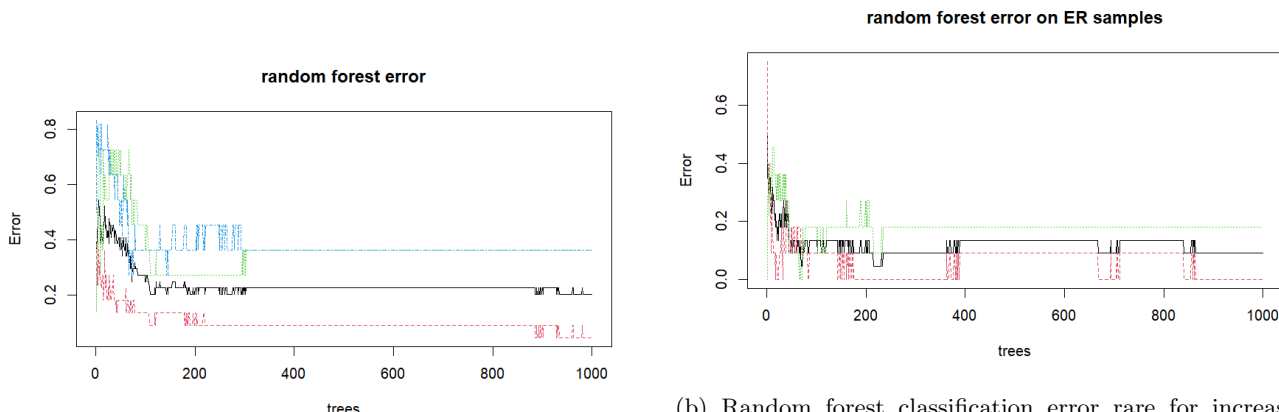 random forest error
Error
0.2
0.4
0.6
0.8
0 200 400 600 800 1000
trees
random forest error on ER samples
Error
0.0
0.2
0.4
0.6
0 200 400 600 800 1000
trees
(b) Random forest classification error rare for increas